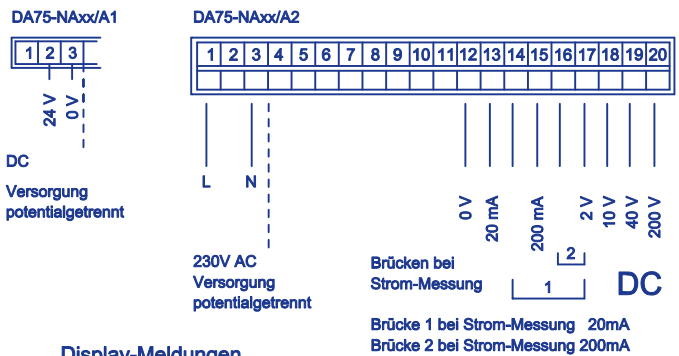 DA75-NAxx/A1
DA75-NAxx/A2
1 2 3
1 2 3 4 5 6 7 8 9 10 11 12 13 14 15 16 17 18 19 20
24 V
0 V
DC
Versorgung
potentialgetrennt
L
N
230V AC
Versorgung
potentialgetrennt
0 V
20 mA
200 mA
2 V
10 V
40 V
200 V
Brücken bei
Strom-Messung
2
1
DC
Brücke 1 bei Strom-Messung 20mA
Brücke 2 bei Strom-Messung 200mA
Display-Meldungen